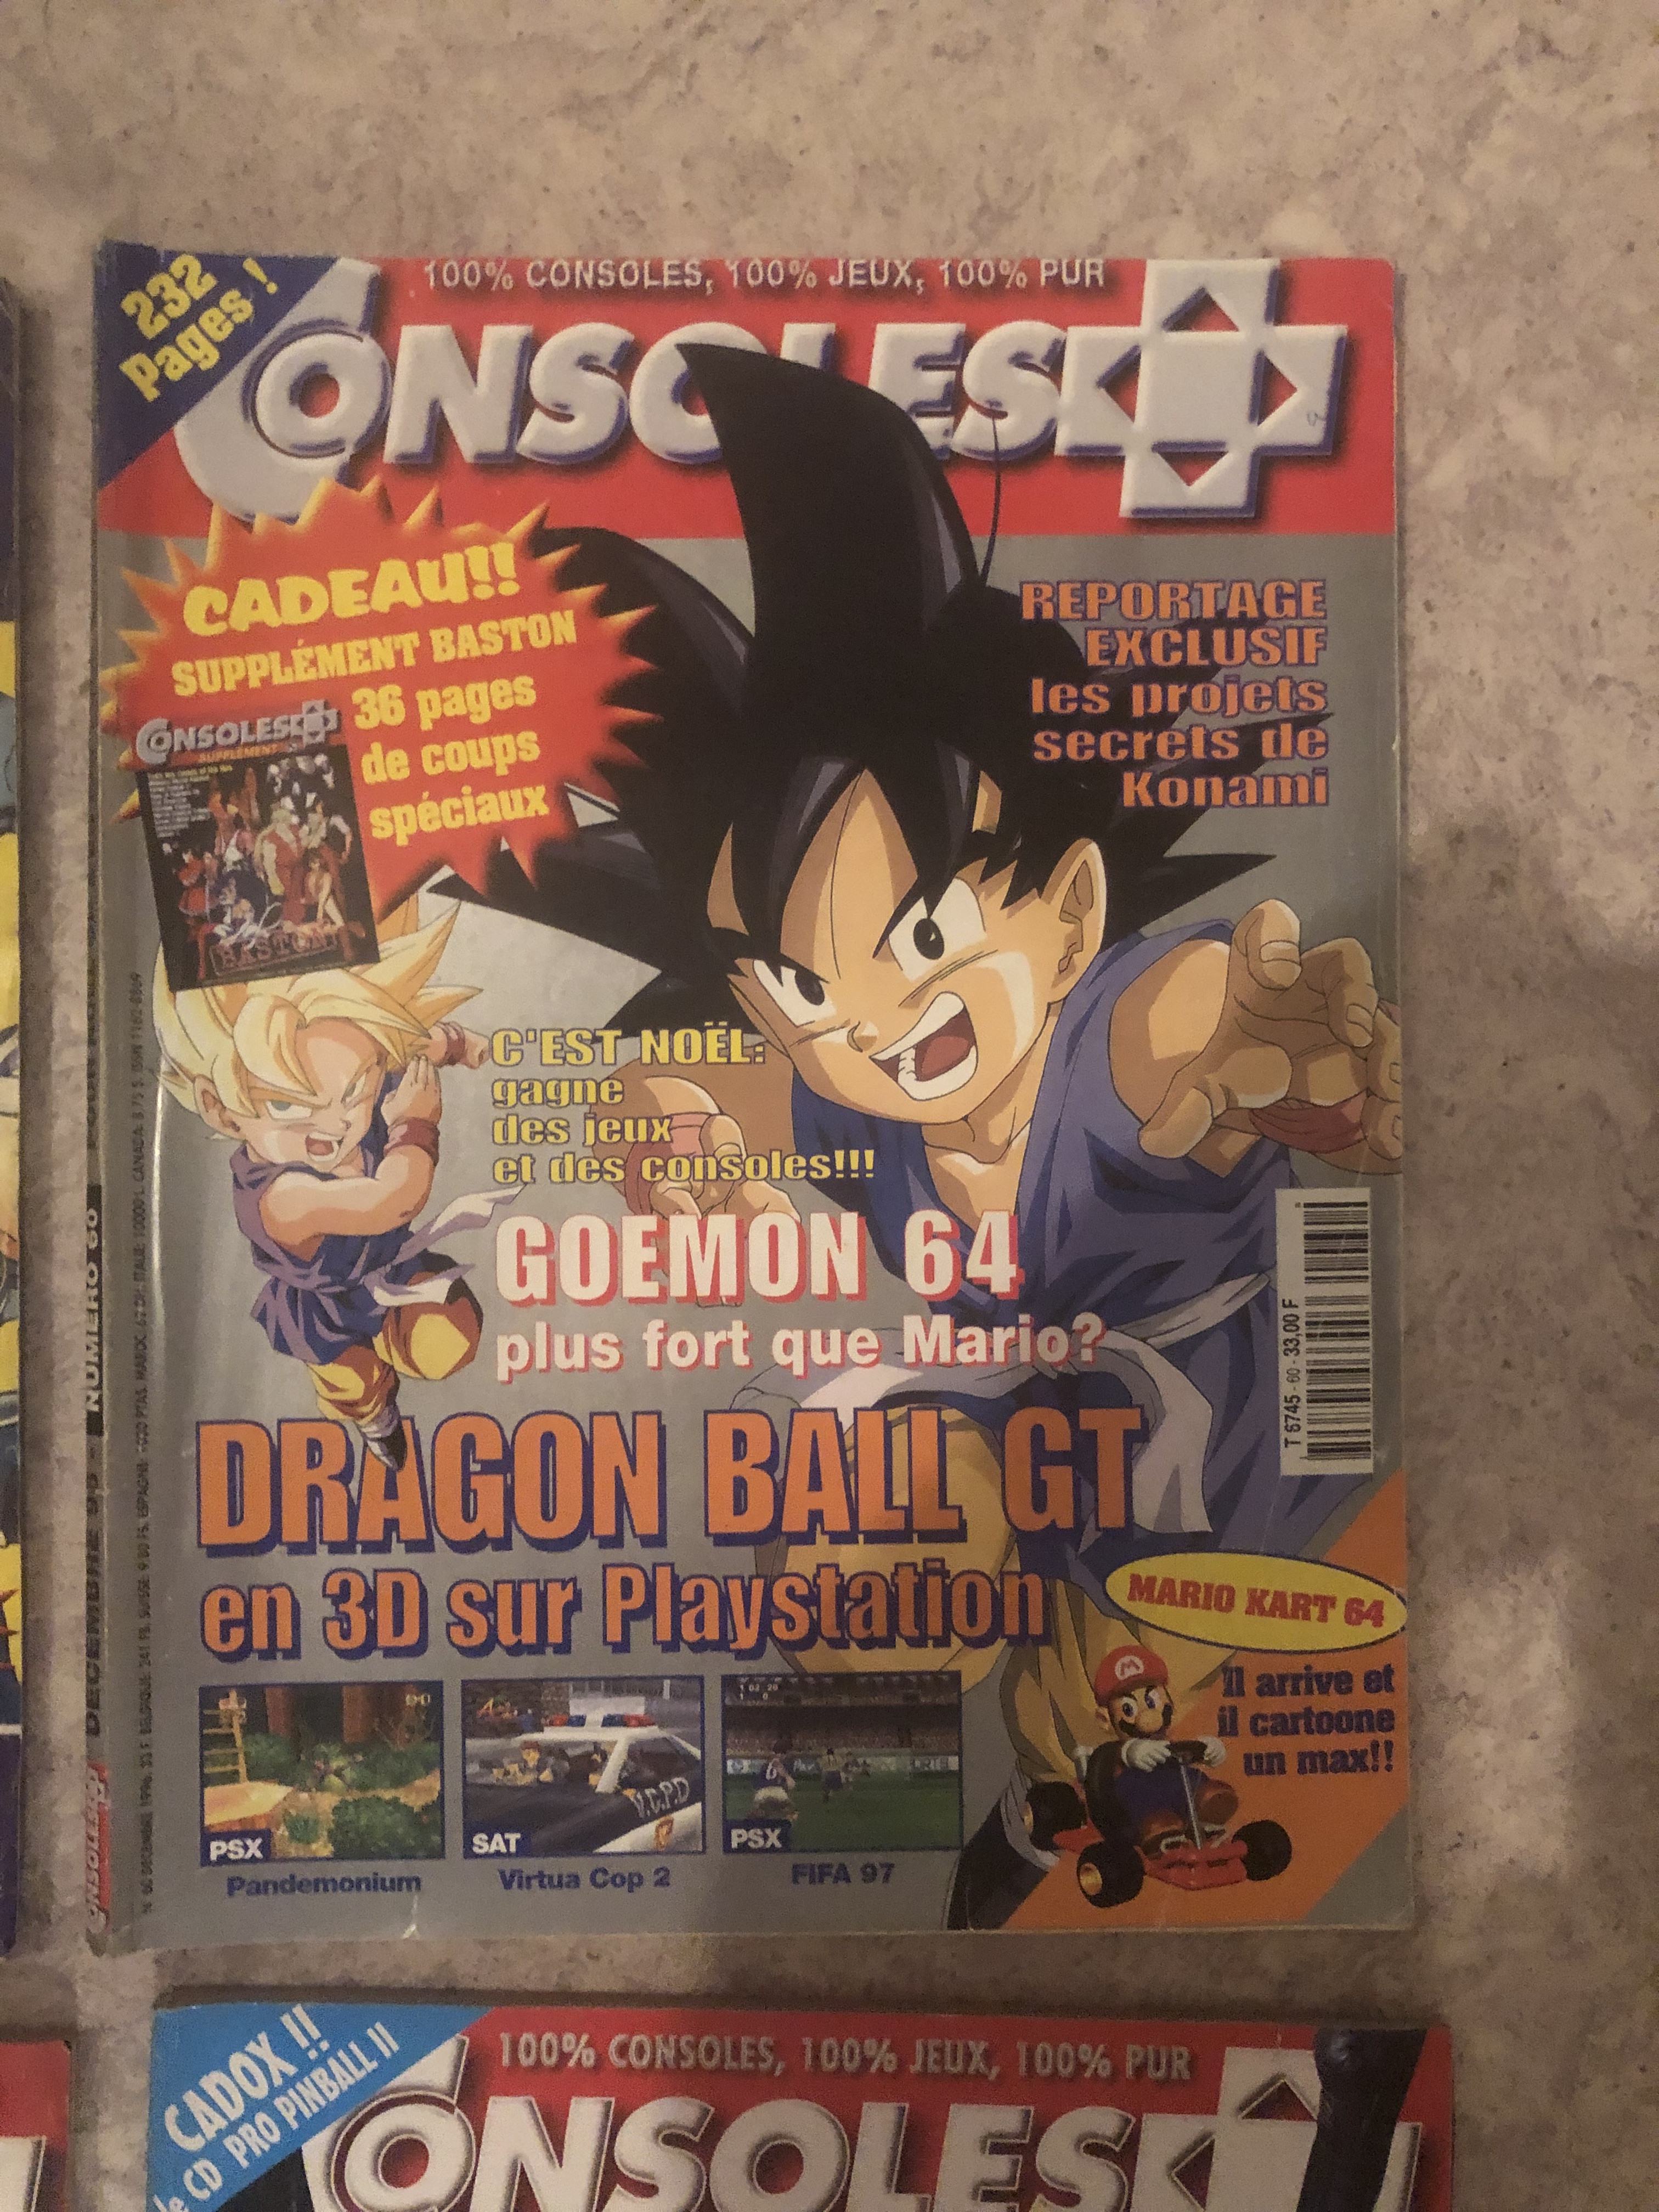 232
Pages !
100% CONSOLES, 100% JEUX, 100% PUR
CONSOLES
CADEAU!!
SUPPLÉMENT BASTON
36 pages
de coups
spéciaux
CONSOLES
SUPPLÉMENT
BASTON
REPORTAGE
EXCLUSIF
les projets
secrets de
Konami
C'EST NOËL:
gagne
des jeux
et des consoles!!!
GOEMON 64
plus fort que Mario?
DRAGON BALL GT
en 3D sur Playstation
T 6745 - 60 - 33,00 F
MARIO KART 64
Il arrive et
il cartoone
un max!!
V.C.P.D
PSX
SAT
PSX
Pandemonium
Virtua Cop 2
FIFA 97
DECEMBRE 96 - NUMERO 60
CONSOLES
CADOX !!
le CD PRO PINBALL II
100% CONSOLES, 100% JEUX, 100% PUR
CONSOLES